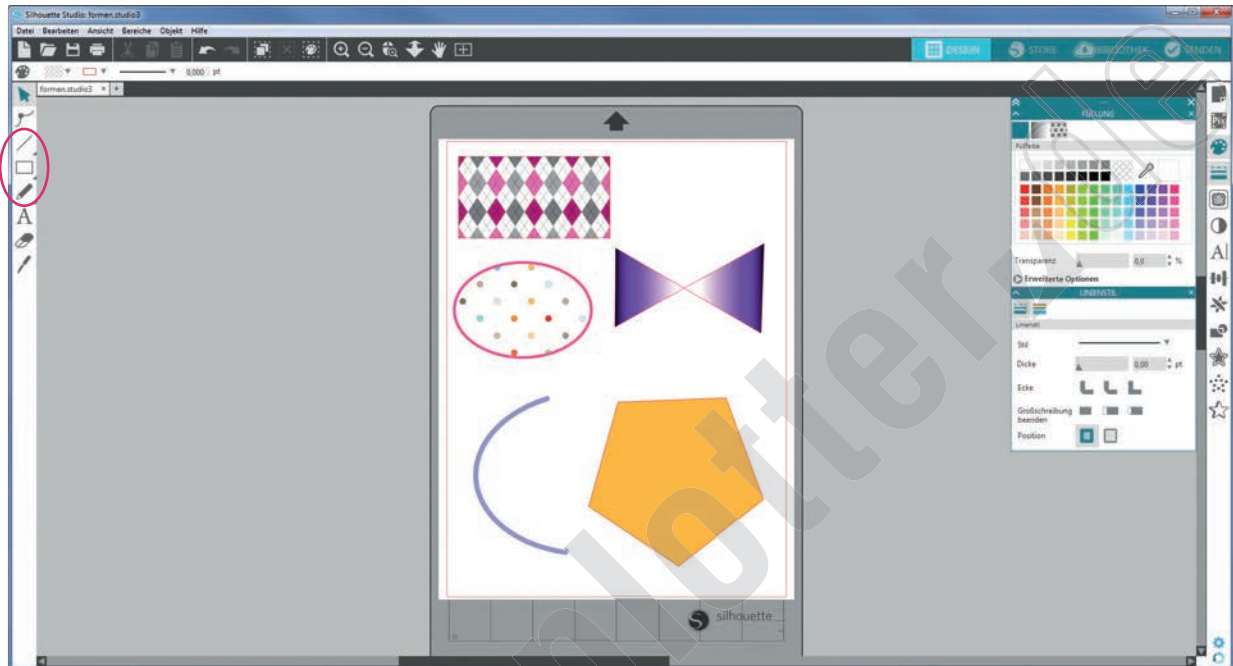 Silhouette Studio: formen.studio3
Datei Bearbeiten Ansicht Bereiche Objekt Hilfe
DESIGN STORE BIBLIOTHEK SENDEN
0,000 pt
formen.studio3 × +
FÜLLUNG
Füllfarbe
Transparenz 0,0 %
Erweiterte Optionen
LINIENSTIL
Linienstil
Stil
Dicke 0,00 pt
Ecke
Großschreibung
beenden
Position
silhouette
plotter